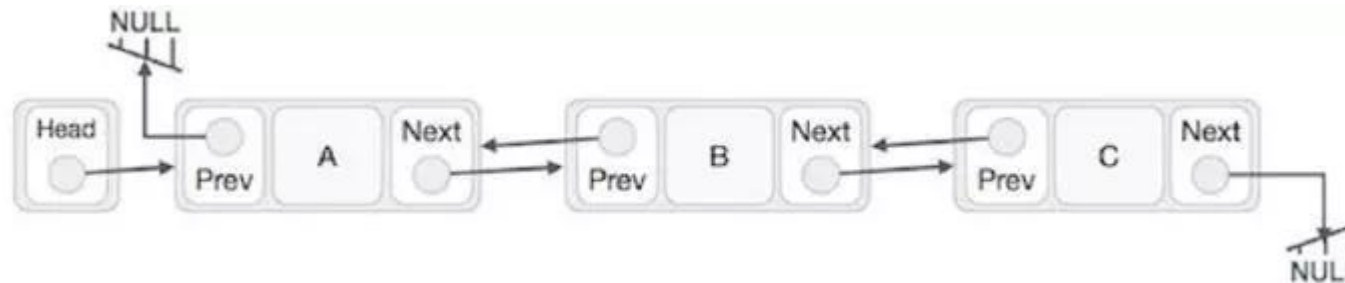 NULL
Head
Prev
A
Next
Prev
B
Next
Prev
C
Next
NUL